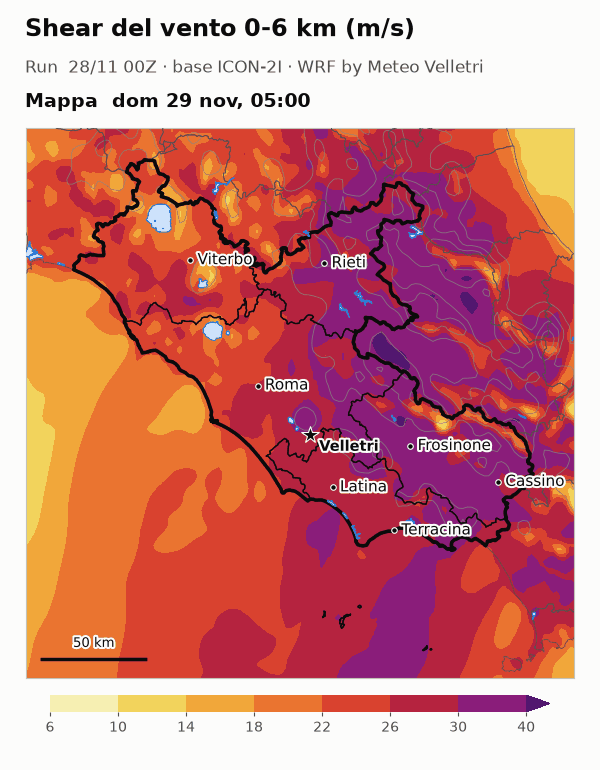 Shear del vento 0-6 km (m/s)
Run  28/11 00Z · base ICON-2I · WRF by Meteo Velletri
Mappa  dom 29 nov, 05:00
Viterbo
Rieti
Roma
Velletri
Frosinone
Latina
Cassino
Terracina
50 km
6 10 14 18 22 26 30 40